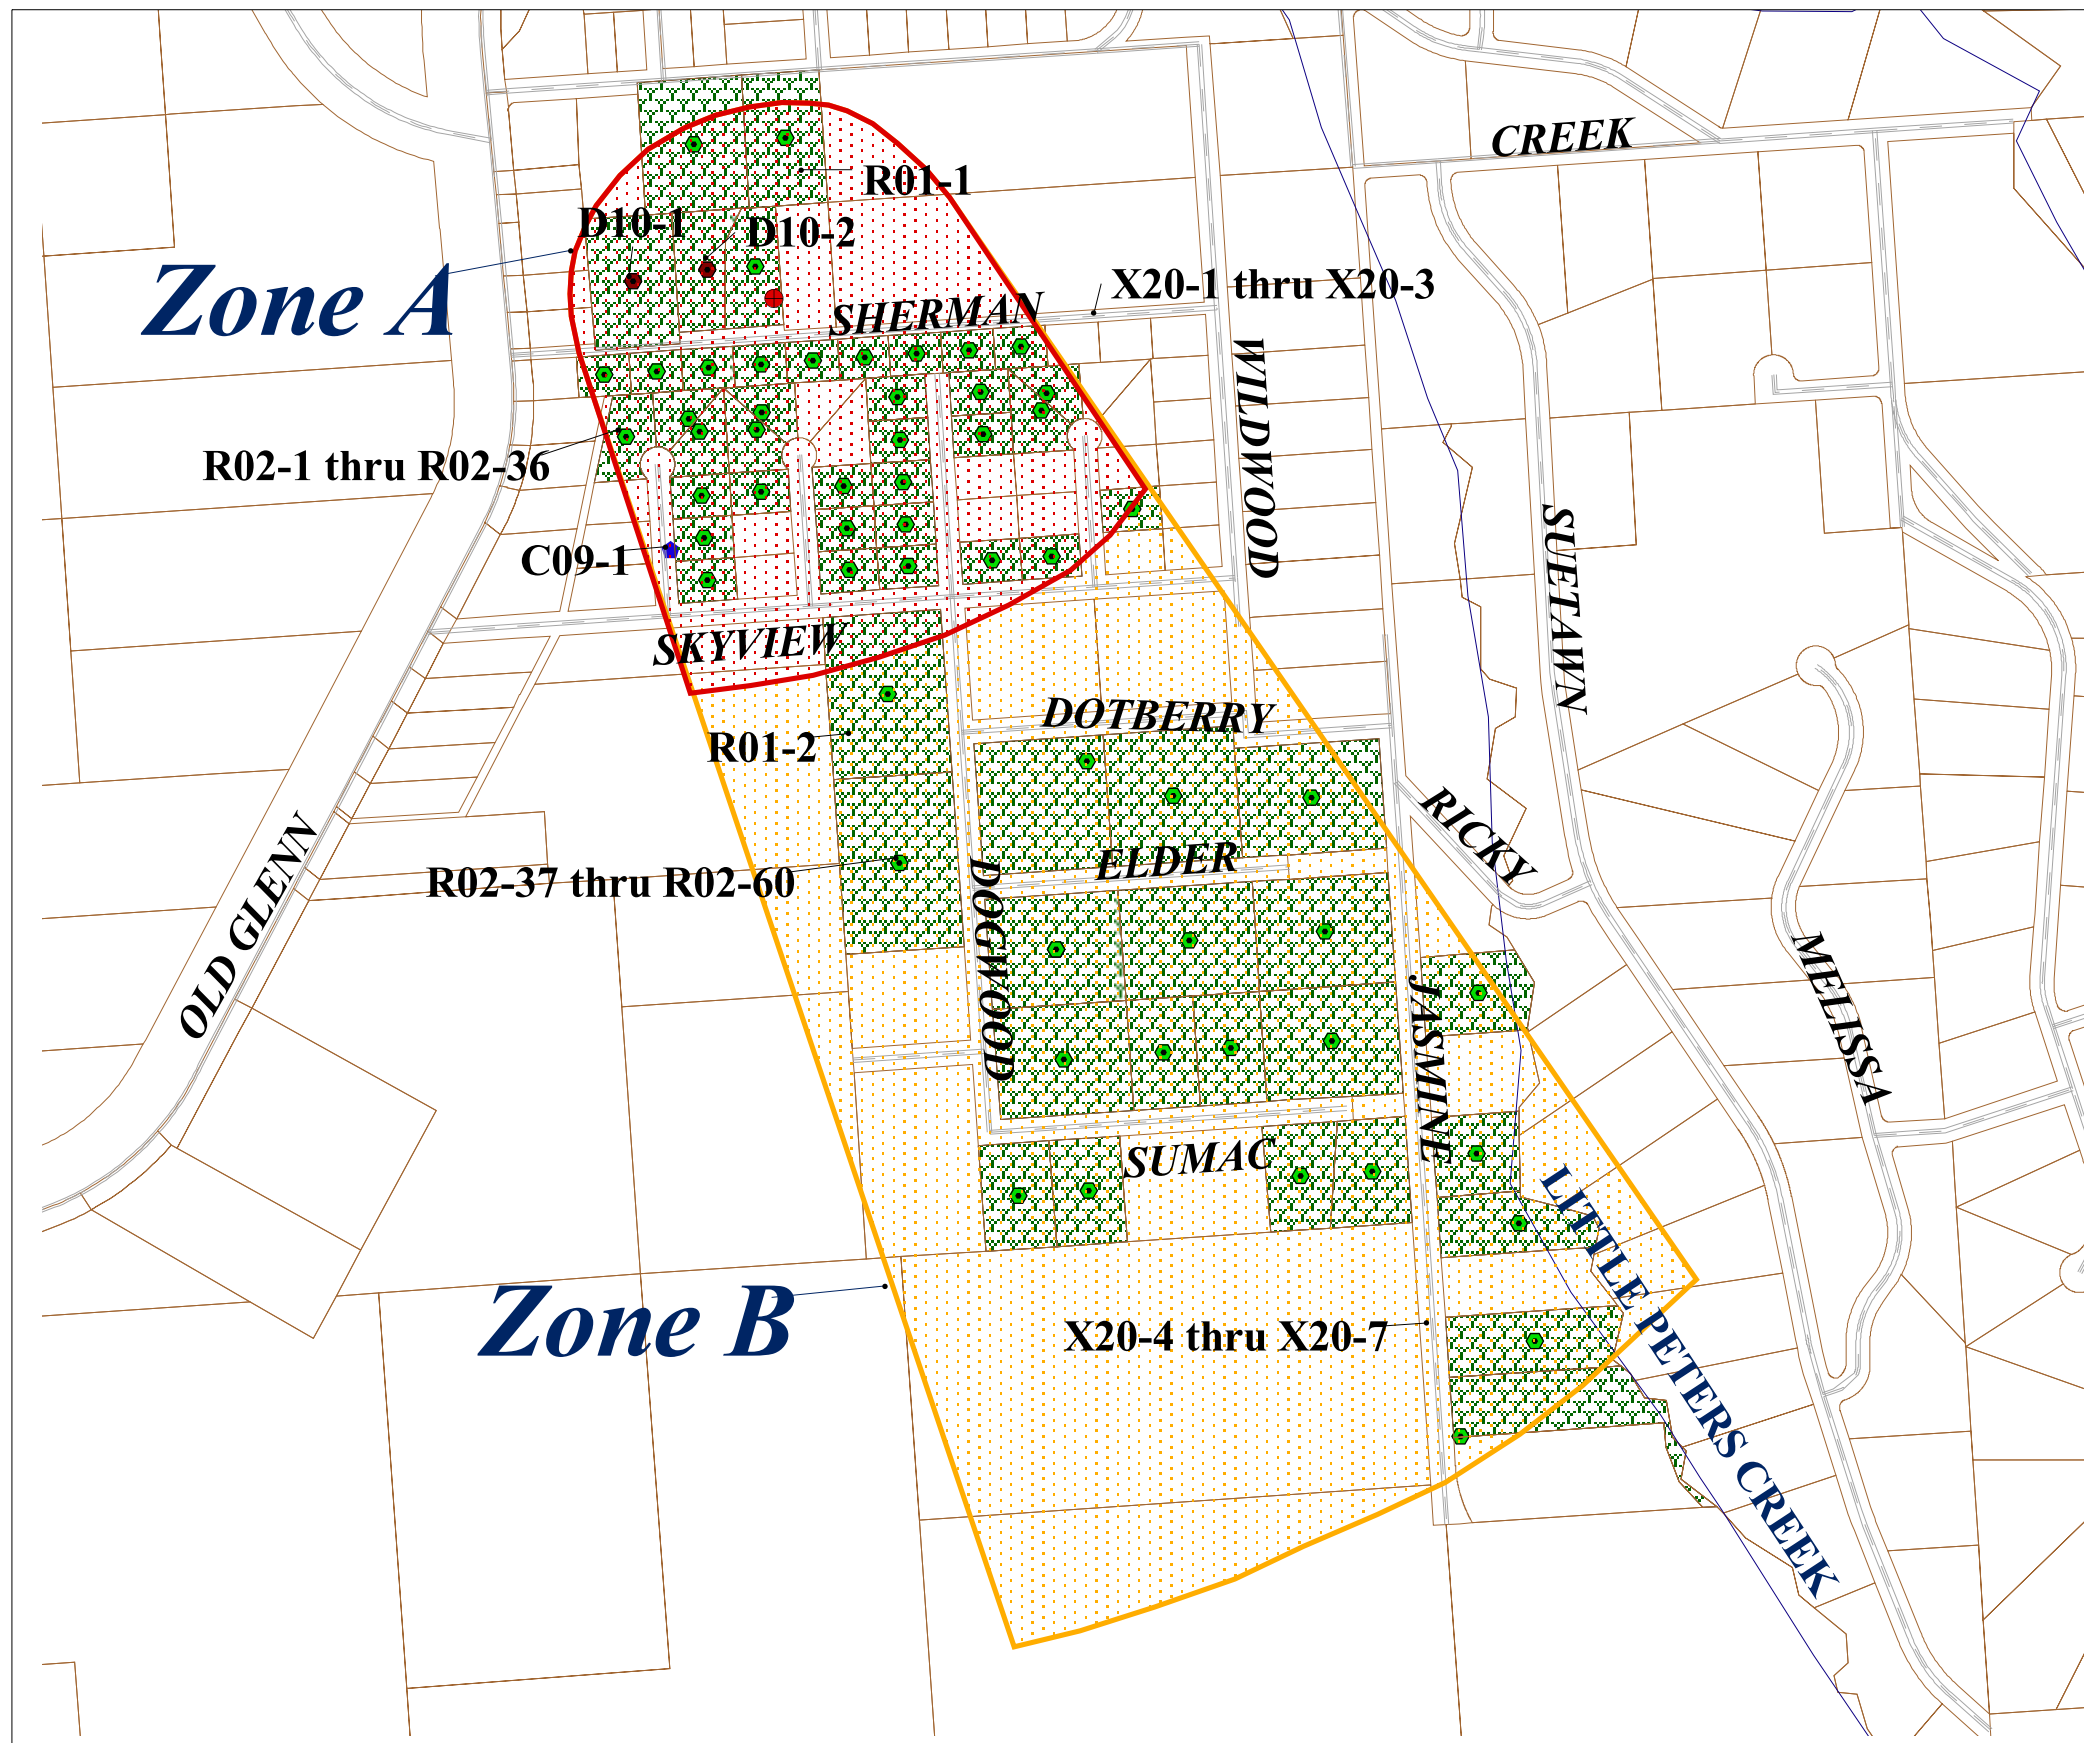 CREEK
R01-1
D10-1
D10-2
Zone A
X20-1 thru X20-3
SHERMAN
WILDWOOD
R02-1 thru R02-36
C09-1
SUETAWN
SKYVIEW
DOTBERRY
R01-2
RICKY
ELDER
R02-37 thru R02-60
OLD GLENN
DOGWOOD
MELISSA
JASMINE
SUMAC
LITTLE PETERS CREEK
Zone B
X20-4 thru X20-7